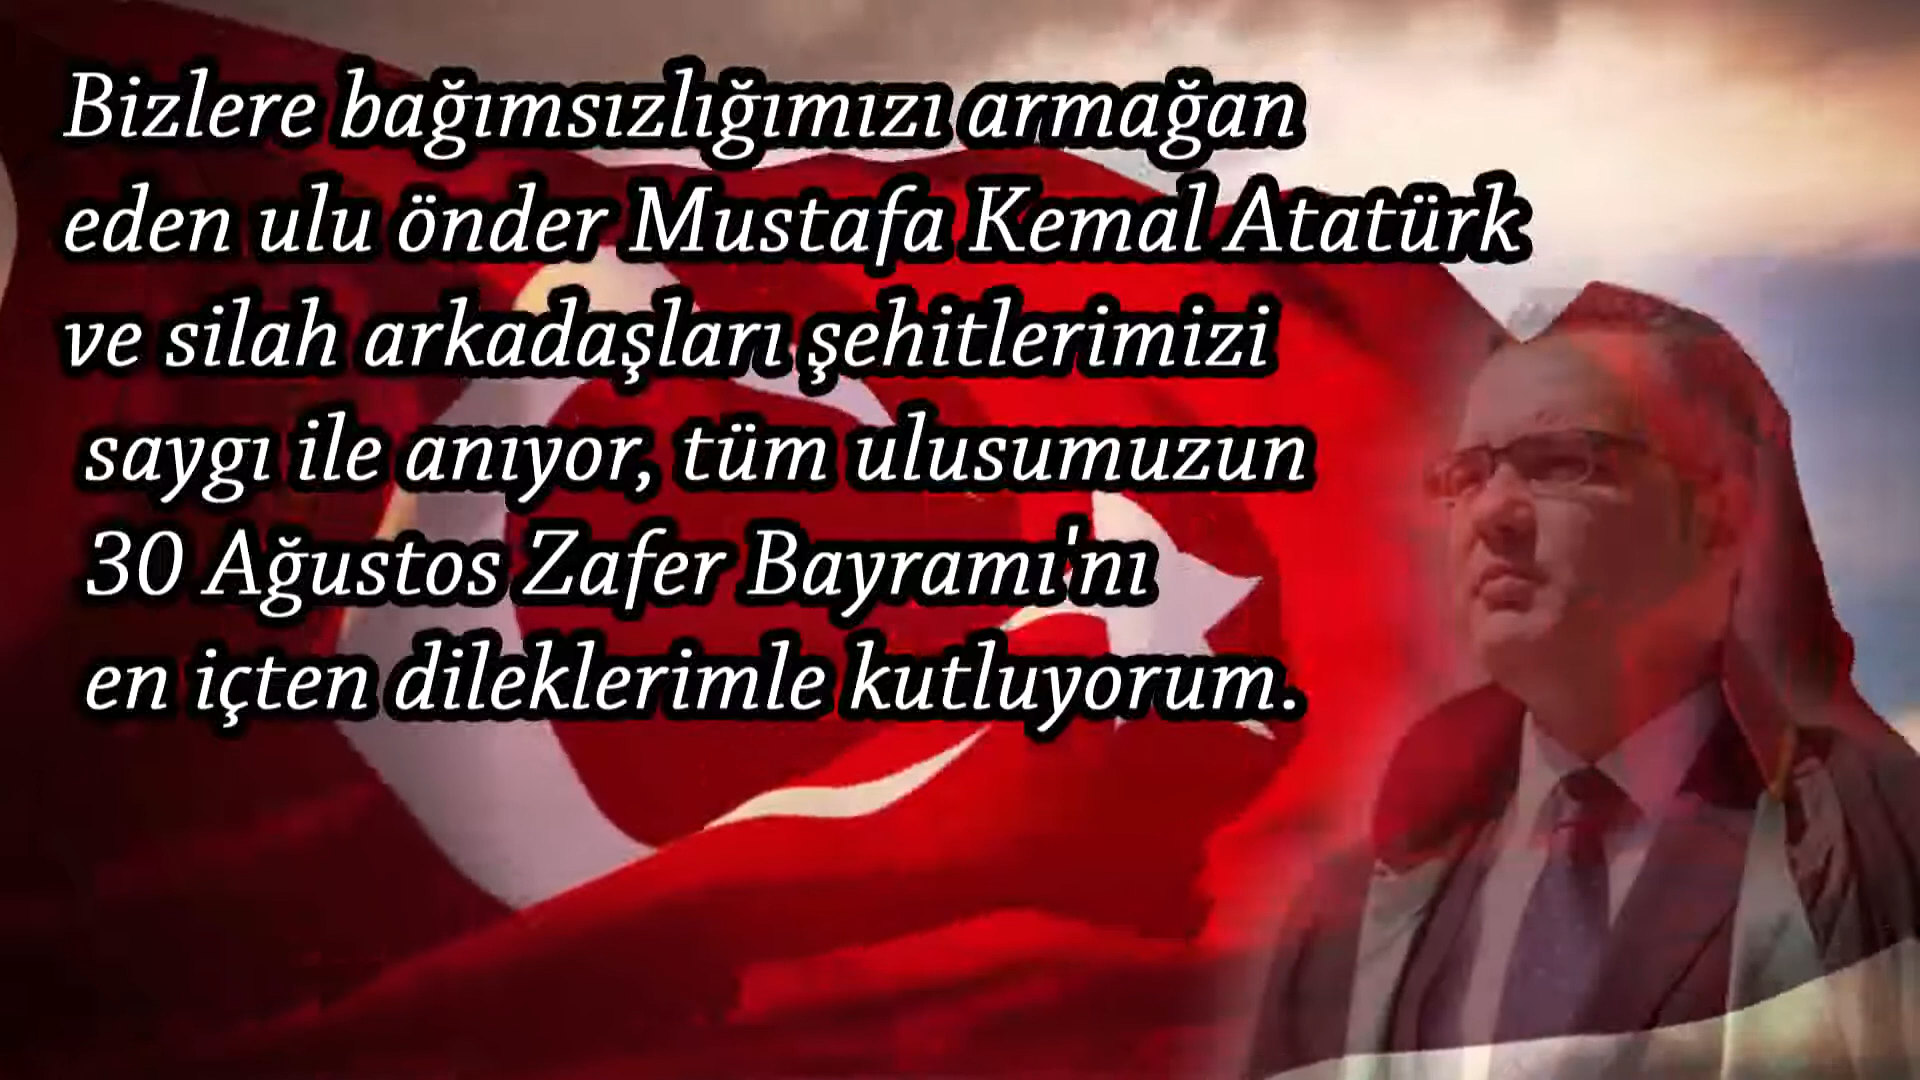 Bizlere bağımsızlığımızı armağan
eden ulu önder Mustafa Kemal Atatürk
ve silah arkadaşları şehitlerimizi
saygı ile anıyor, tüm ulusumuzun
30 Ağustos Zafer Bayramı'nı
en içten dileklerimle kutluyorum.